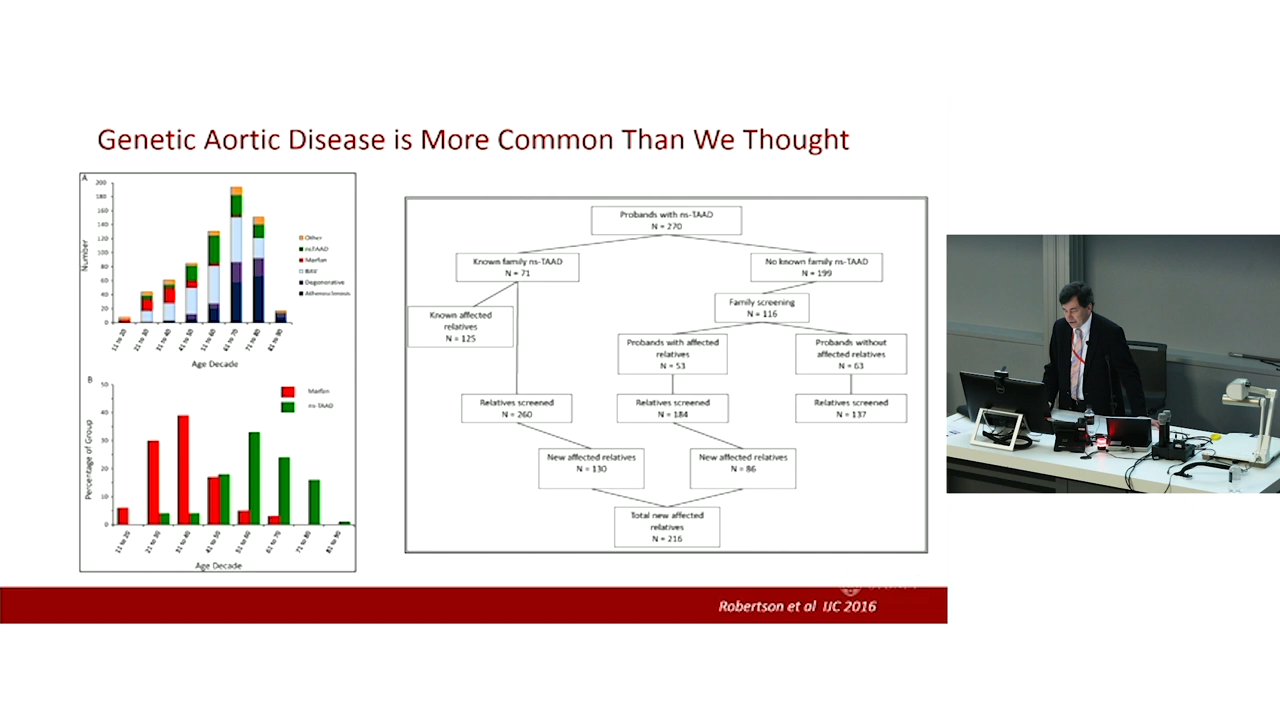 Genetic Aortic Disease is More Common Than We Thought
A
200
180
160
140
120
100
80
60
40
20
0
Number
Other
nsTAAD
Marfan
BAV
Degenerative
Atherosclerosis
11 to 20
21 to 30
31 to 40
41 to 50
51 to 60
61 to 70
71 to 80
81 to 90
Age Decade
B
50
40
30
20
10
0
Percentage of Group
Marfan
ns-TAAD
11 to 20
21 to 30
31 to 40
41 to 50
51 to 60
61 to 70
71 to 80
81 to 90
Age Decade
Probands with ns-TAAD
N = 270
Known family ns-TAAD
N = 71
No known family ns-TAAD
N = 199
Known affected
relatives
N = 125
Family screening
N = 116
Probands with affected
relatives
N = 53
Probands without
affected relatives
N = 63
Relatives screened
N = 260
Relatives screened
N = 184
Relatives screened
N = 137
New affected relatives
N = 130
New affected relatives
N = 86
Total new affected
relatives
N = 216
Robertson et al IJC 2016